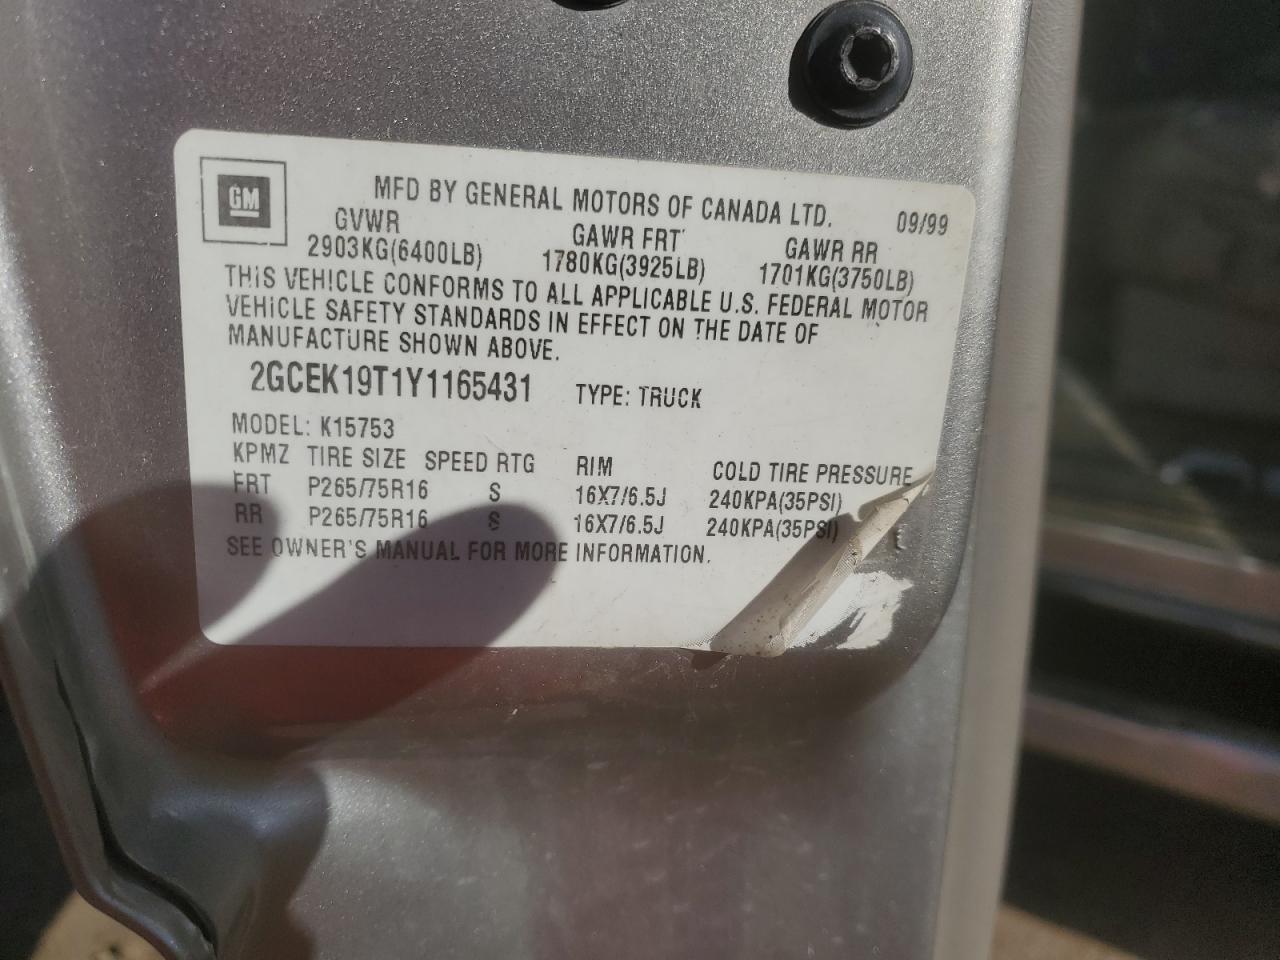 GM
MFD BY GENERAL MOTORS OF CANADA LTD. 09/99
GVWR GAWR FRT GAWR RR
2903KG(6400LB) 1780KG(3925LB) 1701KG(3750LB)
THIS VEHICLE CONFORMS TO ALL APPLICABLE U.S. FEDERAL MOTOR
VEHICLE SAFETY STANDARDS IN EFFECT ON THE DATE OF
MANUFACTURE SHOWN ABOVE.
2GCEK19T1Y1165431 TYPE: TRUCK
MODEL: K15753
KPMZ TIRE SIZE SPEED RTG RIM COLD TIRE PRESSURE
FRT P265/75R16 S 16X7/6.5J 240KPA(35PSI)
RR P265/75R16 S 16X7/6.5J 240KPA(35PSI)
SEE OWNER'S MANUAL FOR MORE INFORMATION.